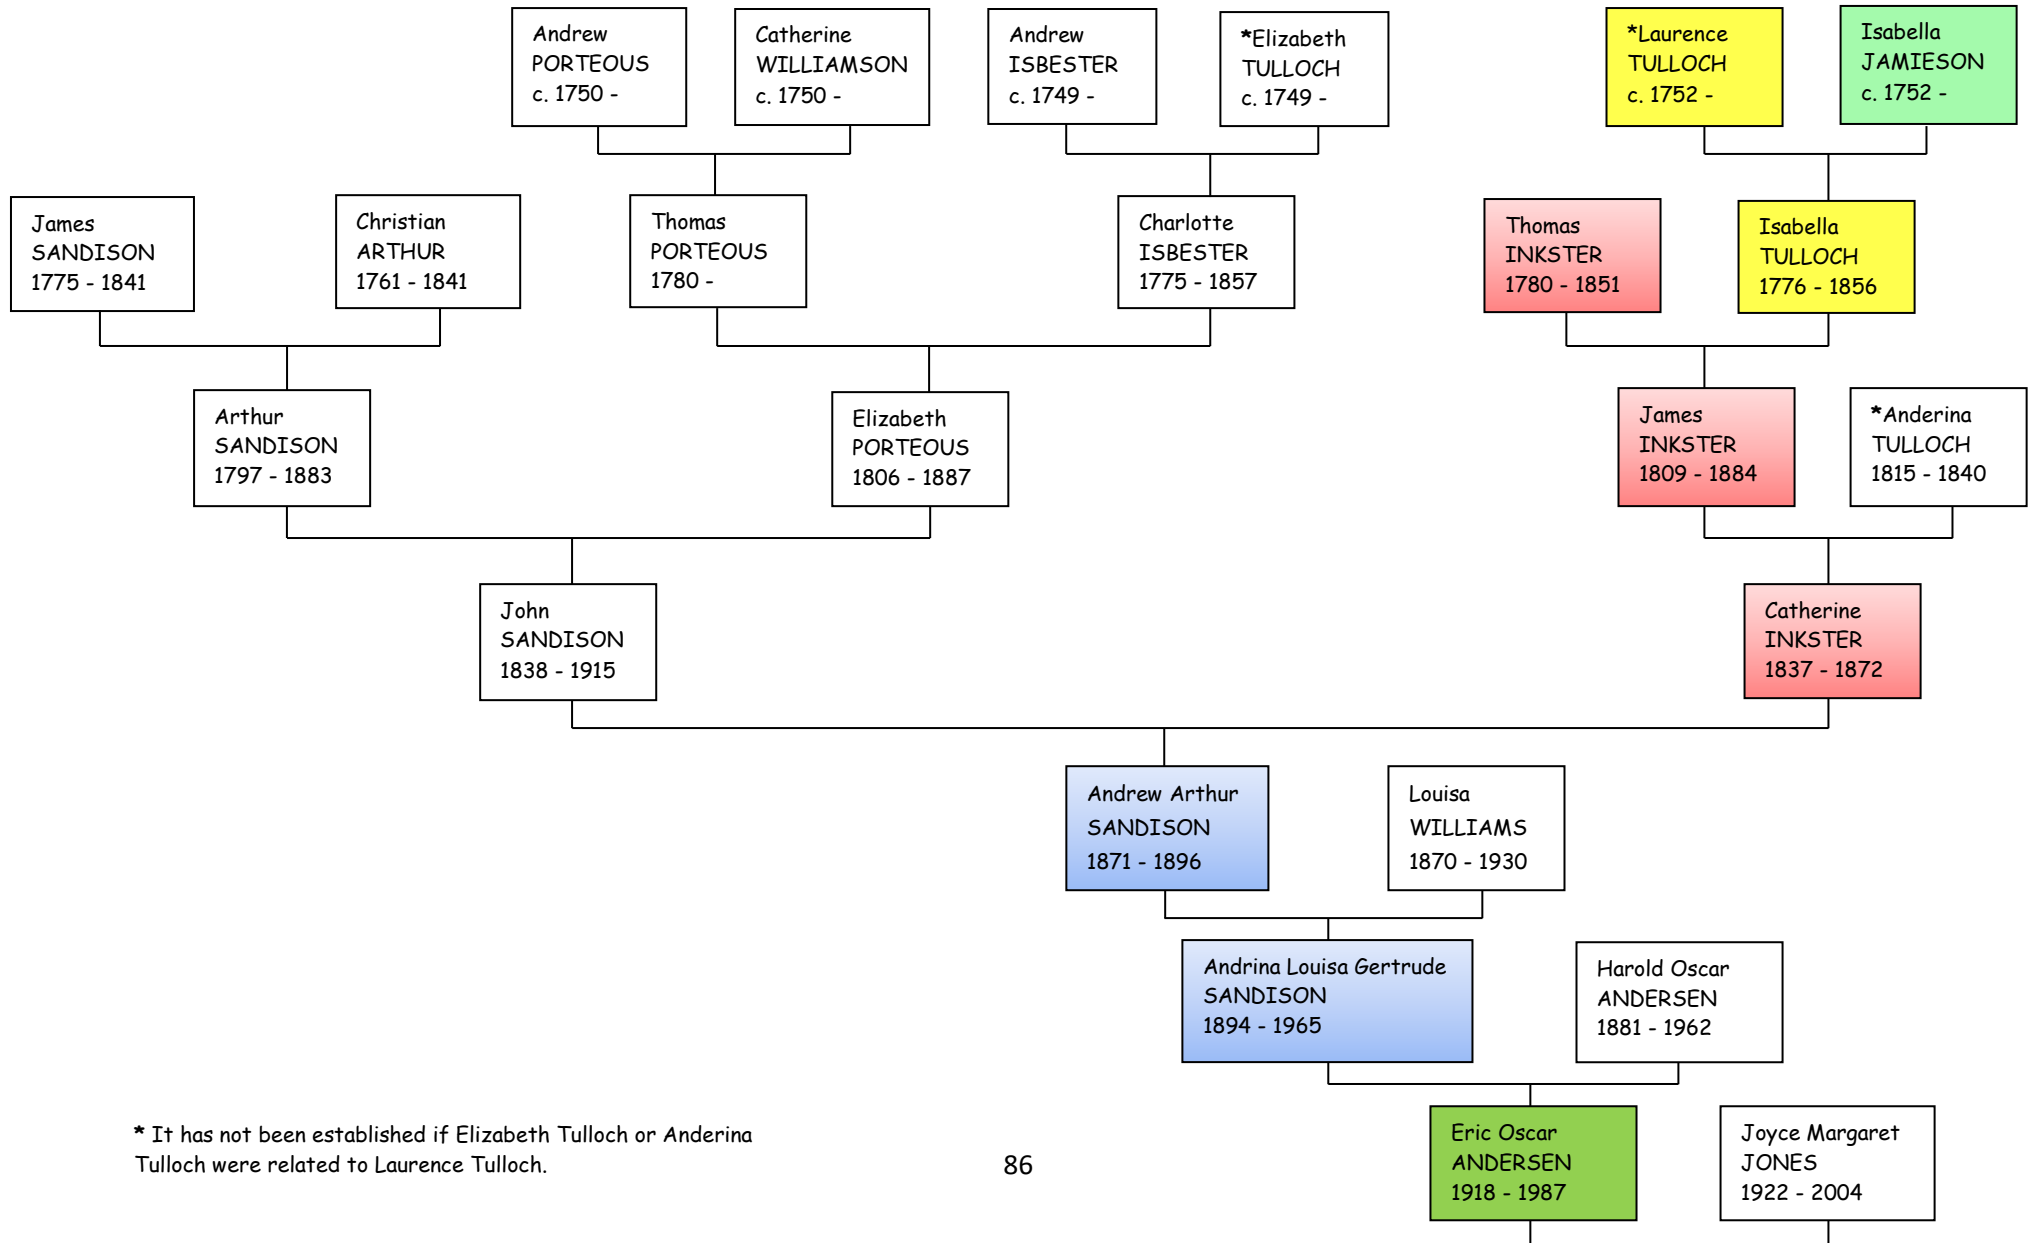 Andrew
PORTEOUS
c. 1750 -
Catherine
WILLIAMSON
c. 1750 -
Andrew
ISBESTER
c. 1749 -
*Elizabeth
TULLOCH
c. 1749 -
*Laurence
TULLOCH
c. 1752 -
Isabella
JAMIESON
c. 1752 -
James
SANDISON
1775 - 1841
Christian
ARTHUR
1761 - 1841
Thomas
PORTEOUS
1780 -
Charlotte
ISBESTER
1775 - 1857
Thomas
INKSTER
1780 - 1851
Isabella
TULLOCH
1776 - 1856
Arthur
SANDISON
1797 - 1883
Elizabeth
PORTEOUS
1806 - 1887
James
INKSTER
1809 - 1884
*Anderina
TULLOCH
1815 - 1840
John
SANDISON
1838 - 1915
Catherine
INKSTER
1837 - 1872
Andrew Arthur
SANDISON
1871 - 1896
Louisa
WILLIAMS
1870 - 1930
Andrina Louisa Gertrude
SANDISON
1894 - 1965
Harold Oscar
ANDERSEN
1881 - 1962
Eric Oscar
ANDERSEN
1918 - 1987
Joyce Margaret
JONES
1922 - 2004
* It has not been established if Elizabeth Tulloch or Anderina
Tulloch were related to Laurence Tulloch.
86